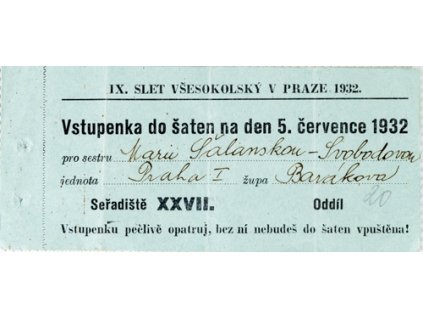 IX. SLET VŠESOKOLSKÝ V PRAZE 1932.
Vstupenka do šaten na den 5. července 1932
pro sestru Marii Šalanskou-Svobodovou
jednota Praha I župa Barákova
Seřadiště XXVII. Oddíl 20
Vstupenku pečlivě opatruj, bez ní nebudeš do šaten vpuštěna!